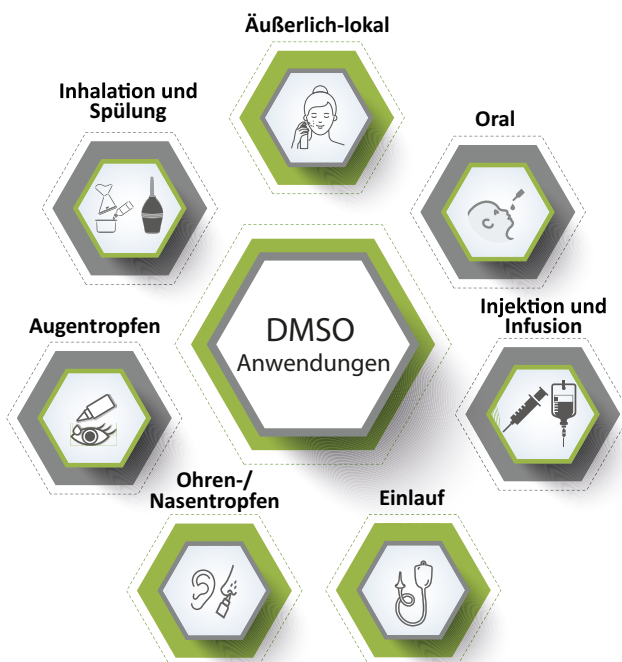 Äußerlich-lokal
Inhalation und
Spülung
Oral
Injektion und
Infusion
Augentropfen
DMSO
Anwendungen
Ohren-/
Nasentropfen
Einlauf